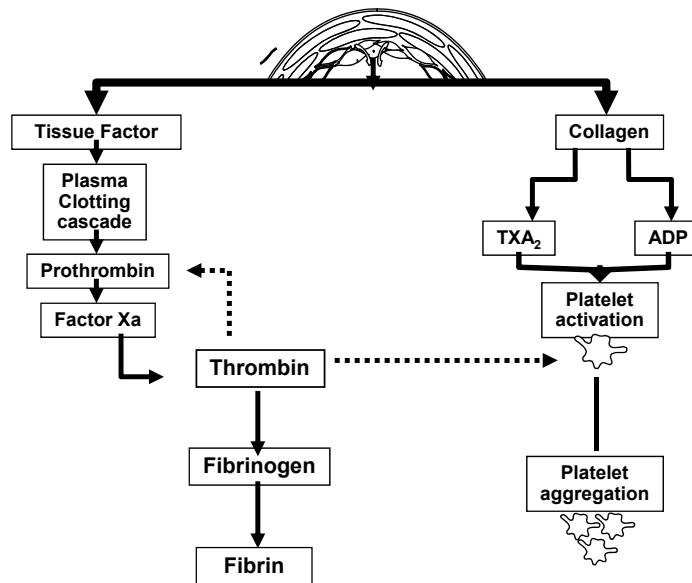 Tissue Factor
Plasma
Clotting
cascade
Prothrombin
Factor Xa
Thrombin
Fibrinogen
Fibrin
Collagen
TXA₂
ADP
Platelet
activation
Platelet
aggregation